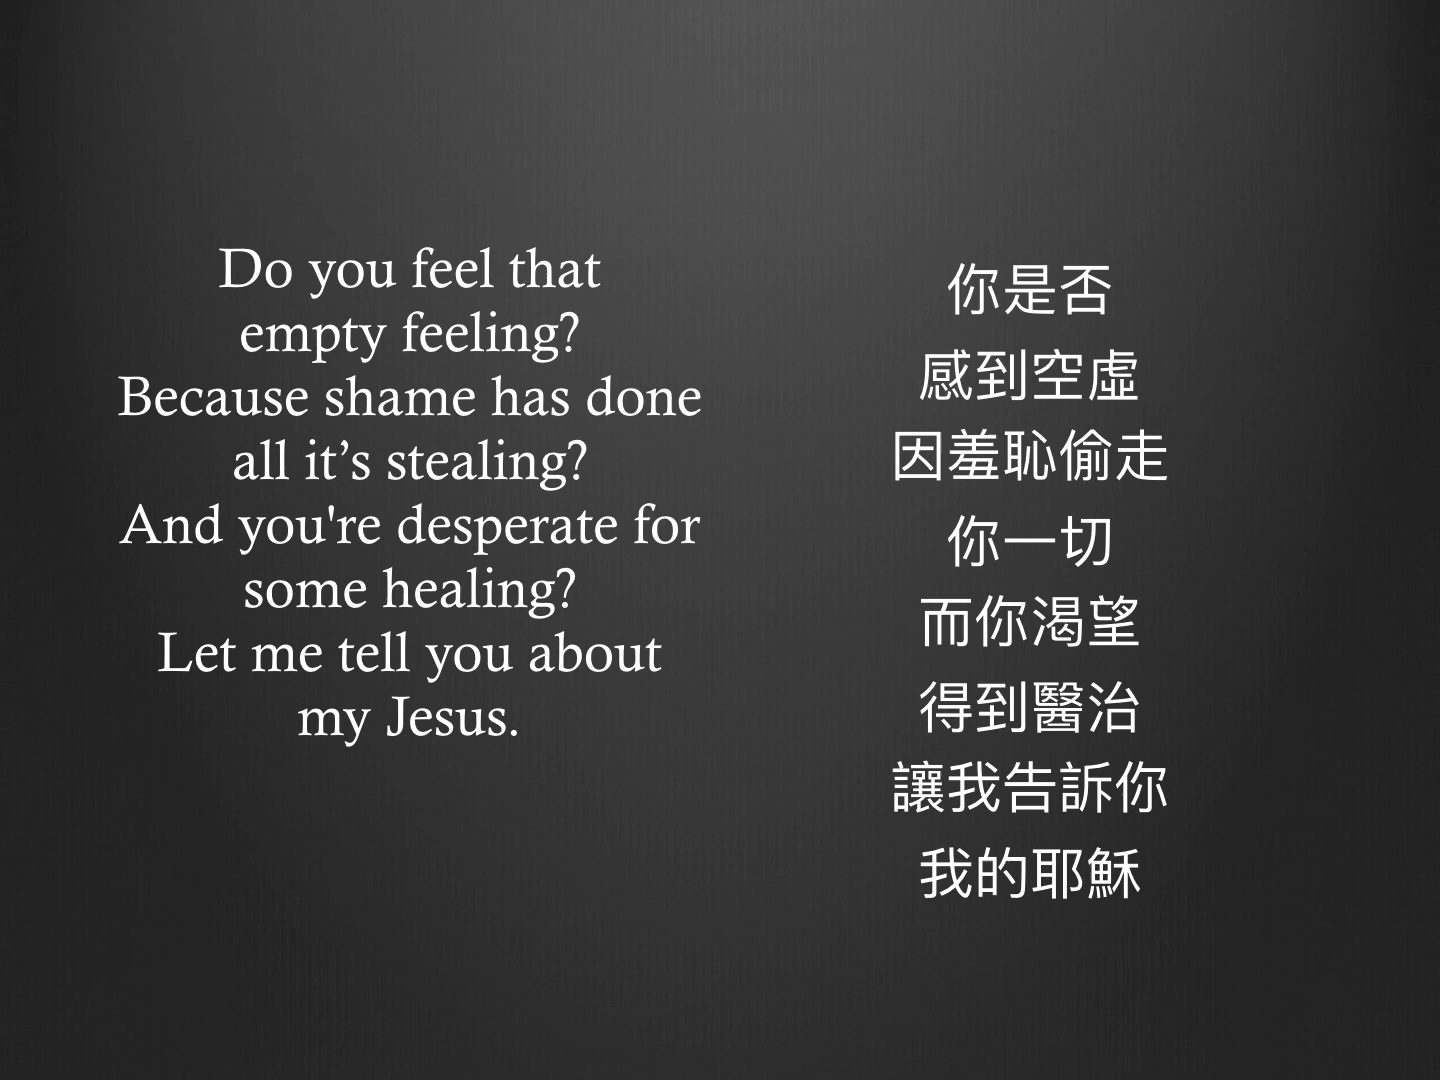 Do you feel that
empty feeling?
Because shame has done
all it’s stealing?
And you're desperate for
some healing?
Let me tell you about
my Jesus.
你是否
感到空虛
因羞恥偷走
你一切
而你渴望
得到醫治
讓我告訴你
我的耶穌